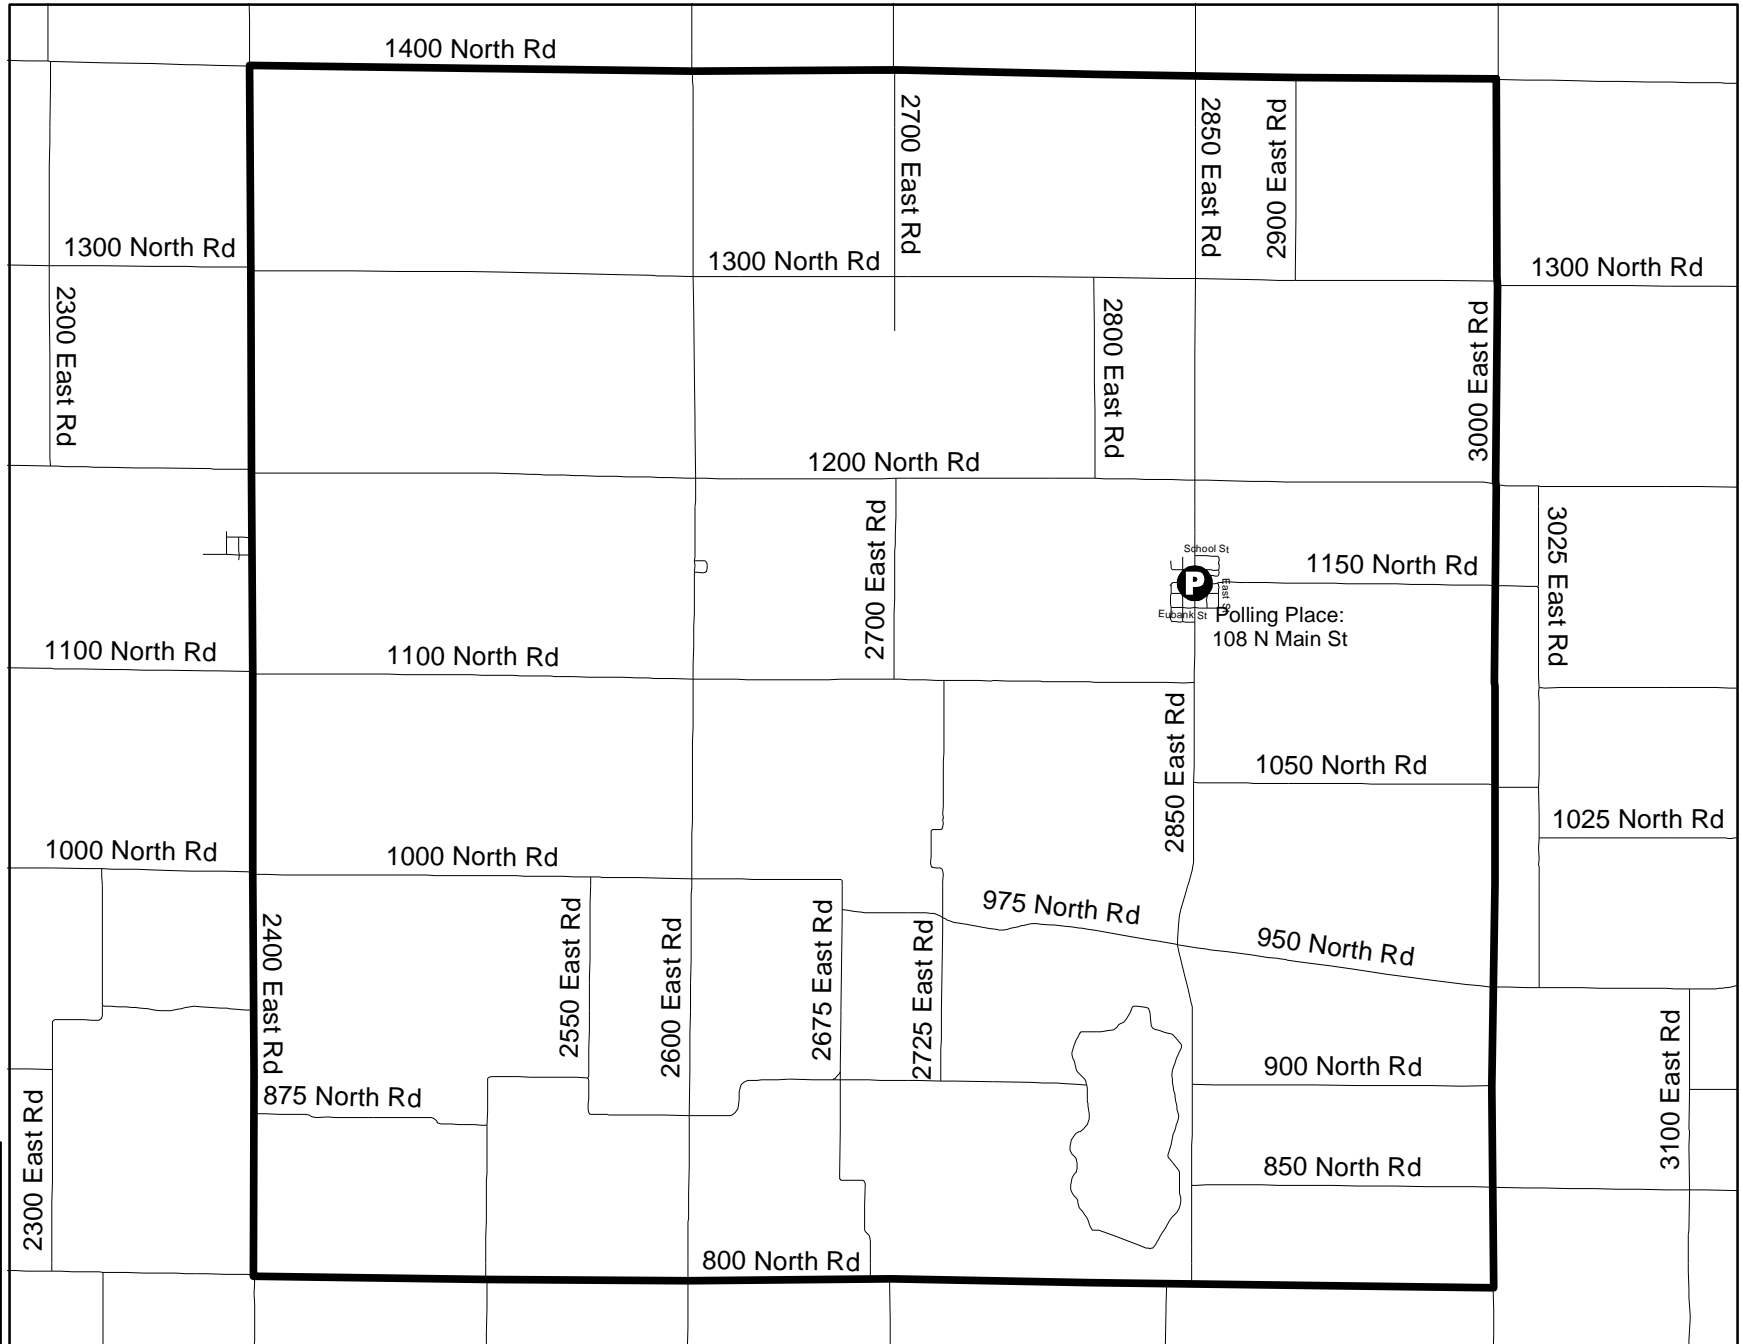 1400 North Rd
2700 East Rd
2850 East Rd
2900 East Rd
1300 North Rd
1300 North Rd
1300 North Rd
2300 East Rd
2800 East Rd
3000 East Rd
1200 North Rd
2700 East Rd
3025 East Rd
School St
P
1150 North Rd
East St
Eubank St
Polling Place:
108 N Main St
1100 North Rd
1100 North Rd
2850 East Rd
1050 North Rd
1025 North Rd
1000 North Rd
1000 North Rd
975 North Rd
950 North Rd
2400 East Rd
2550 East Rd
2600 East Rd
2675 East Rd
2725 East Rd
900 North Rd
3100 East Rd
875 North Rd
2300 East Rd
850 North Rd
800 North Rd